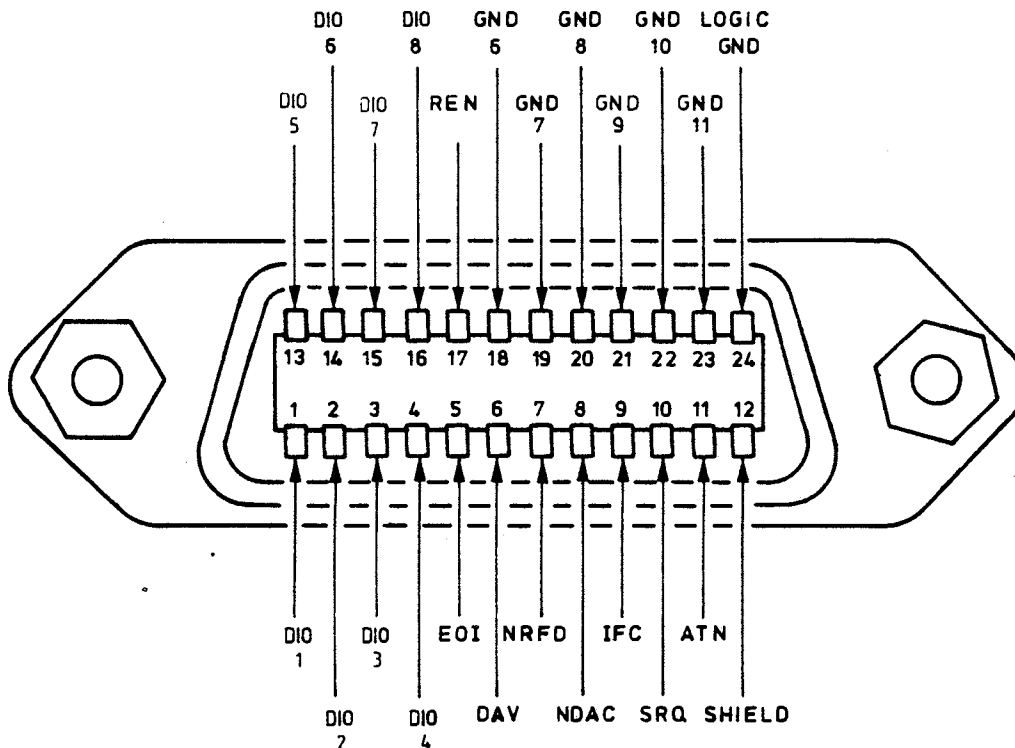 DIO DIO GND GND GND LOGIC
6 8 6 8 10 GND
DIO DIO REN GND GND GND
5 7 7 9 11
13 14 15 16 17 18 19 20 21 22 23 24
1 2 3 4 5 6 7 8 9 10 11 12
DIO DIO EOI NRFD IFC ATN
1 3
DIO DIO DAV NDAC SRQ SHIELD
2 4